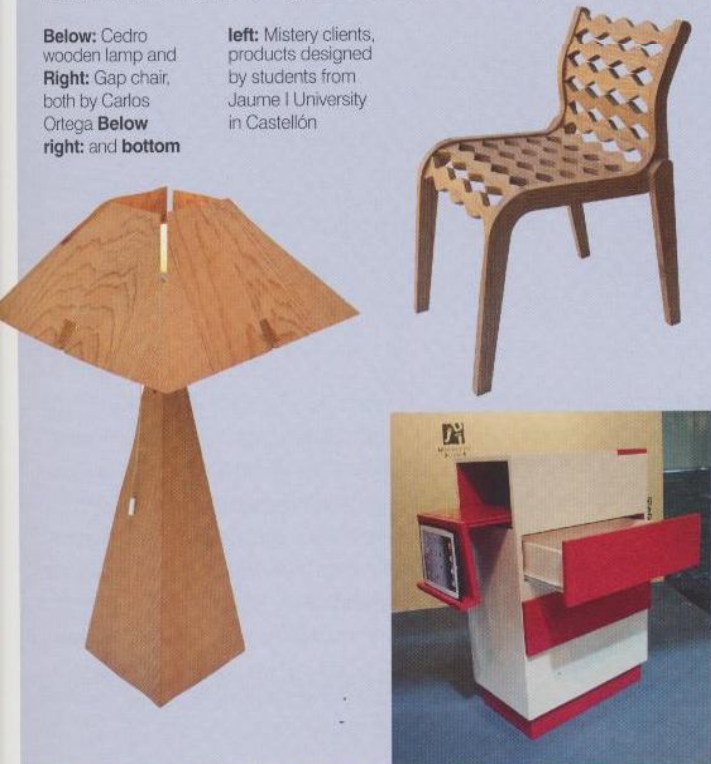 Below: Cedro
wooden lamp and
Right: Gap chair,
both by Carlos
Ortega Below
right: and bottom
left: Mistery clients,
products designed
by students from
Jaume I University
in Castellón